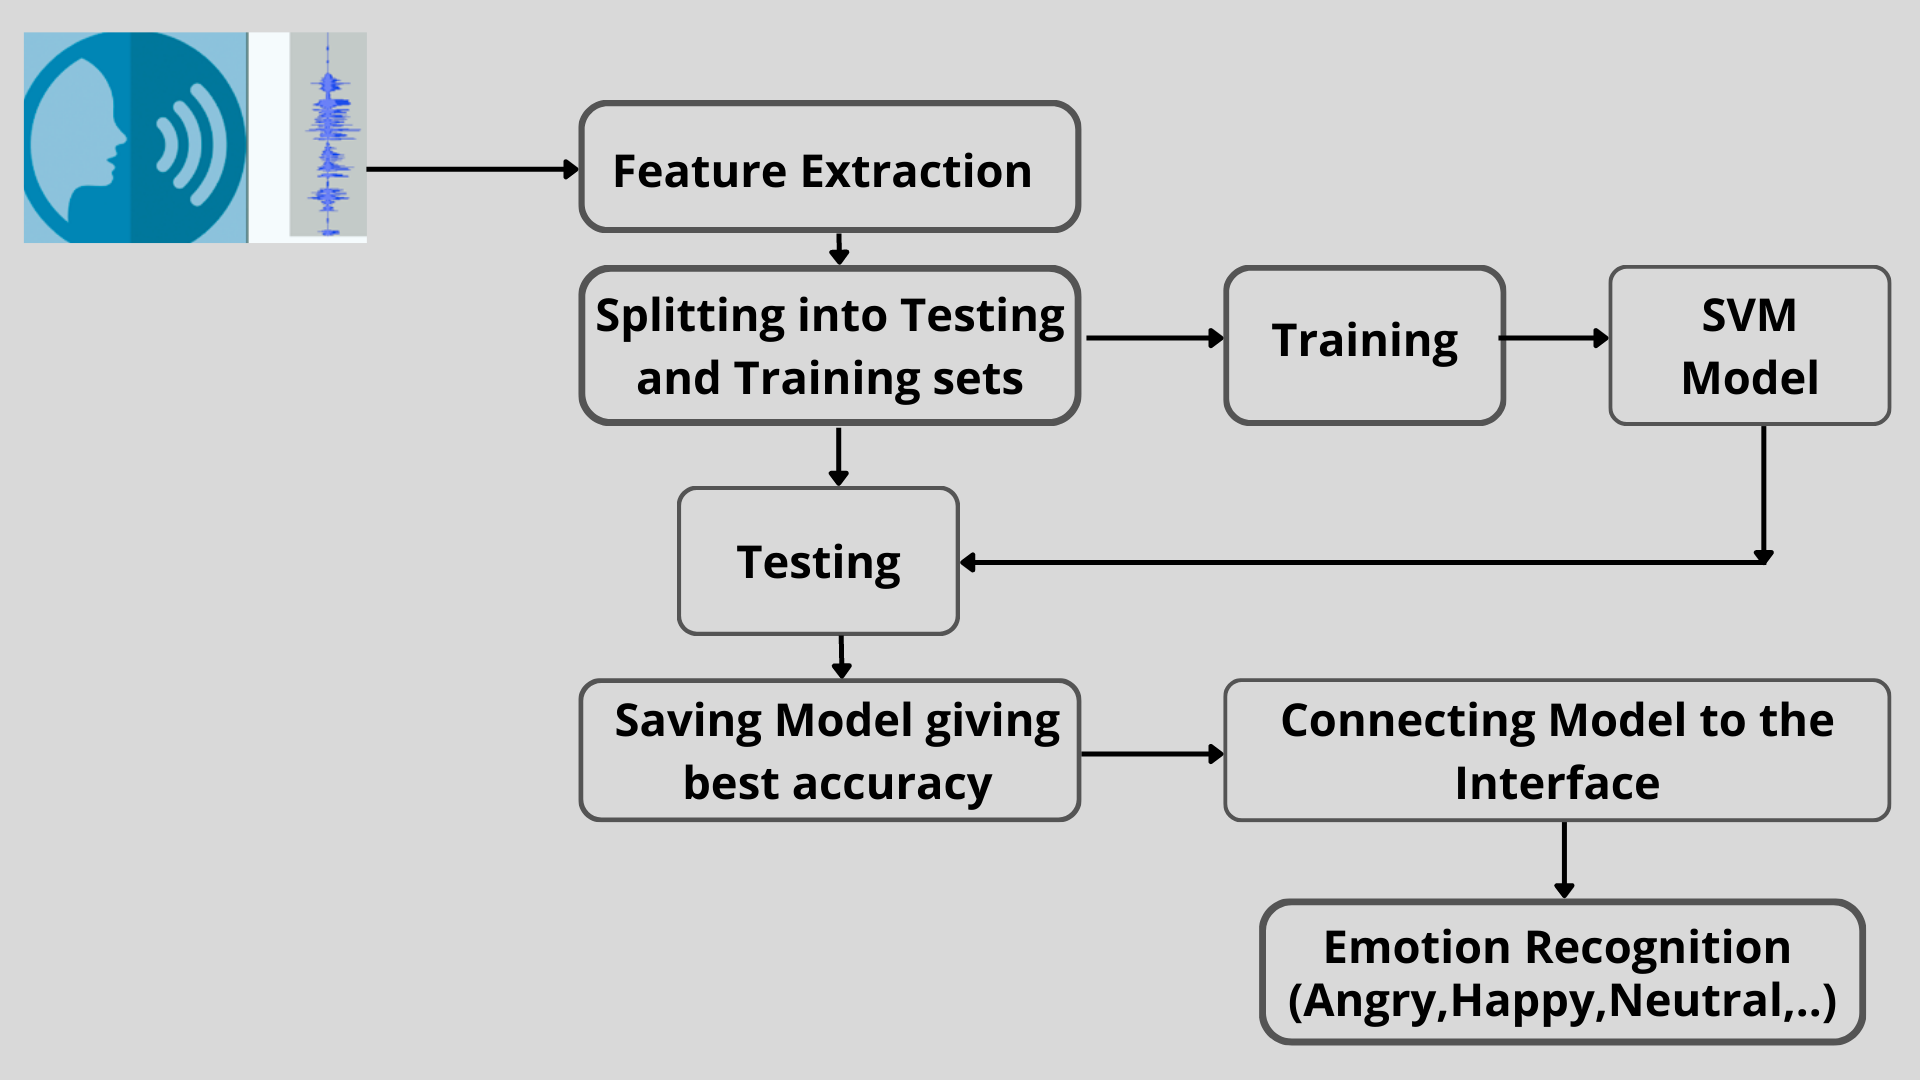 Feature Extraction
Splitting into Testing
and Training sets
Training
SVM
Model
Testing
Saving Model giving
best accuracy
Connecting Model to the
Interface
Emotion Recognition
(Angry,Happy,Neutral,..)